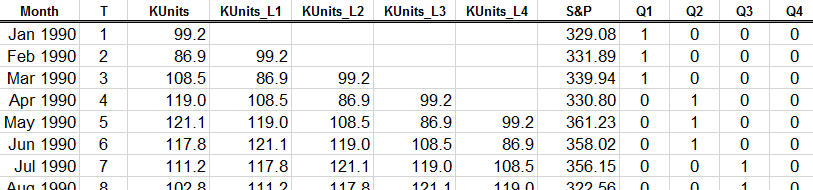 Month T KUnits KUnits_L1 KUnits_L2 KUnits_L3 KUnits_L4 S&P Q1 Q2 Q3 Q4
Jan 1990 1 99.2 329.08 1 0 0 0
Feb 1990 2 86.9 99.2 331.89 1 0 0 0
Mar 1990 3 108.5 86.9 99.2 339.94 1 0 0 0
Apr 1990 4 119.0 108.5 86.9 99.2 330.80 0 1 0 0
May 1990 5 121.1 119.0 108.5 86.9 99.2 361.23 0 1 0 0
Jun 1990 6 117.8 121.1 119.0 108.5 86.9 358.02 0 1 0 0
Jul 1990 7 111.2 117.8 121.1 119.0 108.5 356.15 0 0 1 0
Aug 1990 8 102.8 111.2 117.8 121.1 119.0 322.56 0 0 1 0